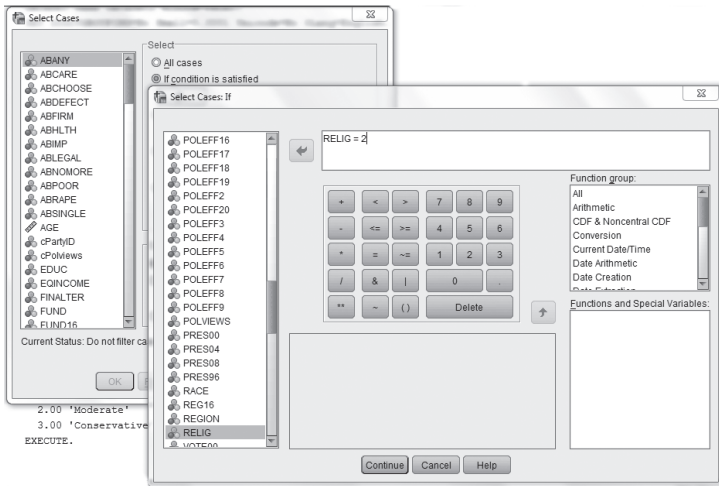 Select Cases
ABANY
ABCARE
ABCHOOSE
ABDEFECT
ABFIRM
ABHLTH
ABIMP
ABLEGAL
ABNOMORE
ABPOOR
ABRAPE
ABSINGLE
AGE
cPartyID
cPolviews
EDUC
EQINCOME
FINALTER
FUND
FUND16
Select
All cases
If condition is satisfied
Current Status: Do not filter ca
OK
2.00 'Moderate'
3.00 'Conservative
EXECUTE.
Select Cases: If
POLEFF16
POLEFF17
POLEFF18
POLEFF19
POLEFF2
POLEFF20
POLEFF3
POLEFF4
POLEFF5
POLEFF6
POLEFF7
POLEFF8
POLEFF9
POLVIEWS
PRES00
PRES04
PRES08
PRES96
RACE
REG16
REGION
RELIG
VOTE00
RELIG = 2
+ < > 7 8 9
- <= >= 4 5 6
* = ~= 1 2 3
/ & | 0 .
** ~ ( ) Delete
Function group:
All
Arithmetic
CDF & Noncentral CDF
Conversion
Current Date/Time
Date Arithmetic
Date Creation
Date Extraction
Functions and Special Variables:
Continue Cancel Help